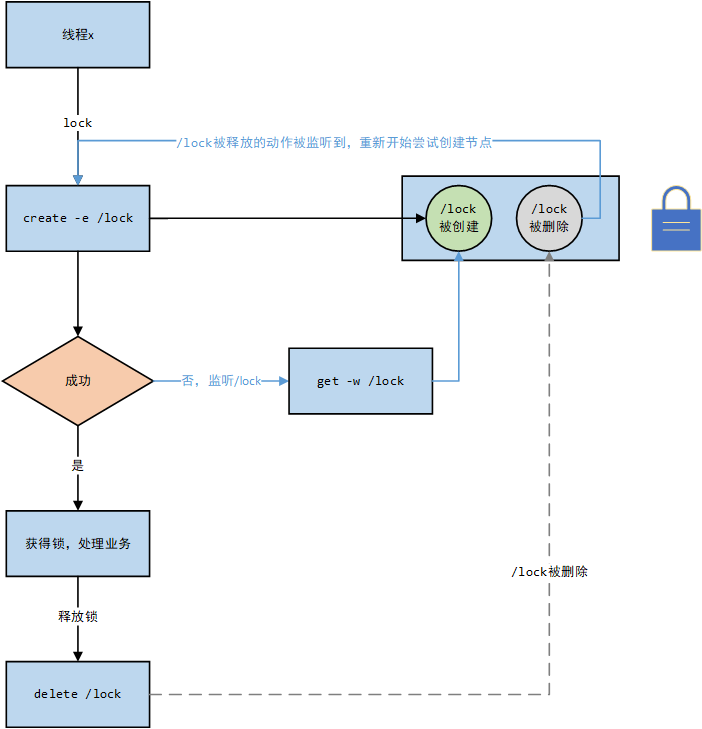 线程x
lock
/lock被释放的动作被监听到，重新开始尝试创建节点
create -e /lock
/lock
被创建
/lock
被删除
成功
否，监听/lock
get -w /lock
是
获得锁，处理业务
/lock被删除
释放锁
delete /lock